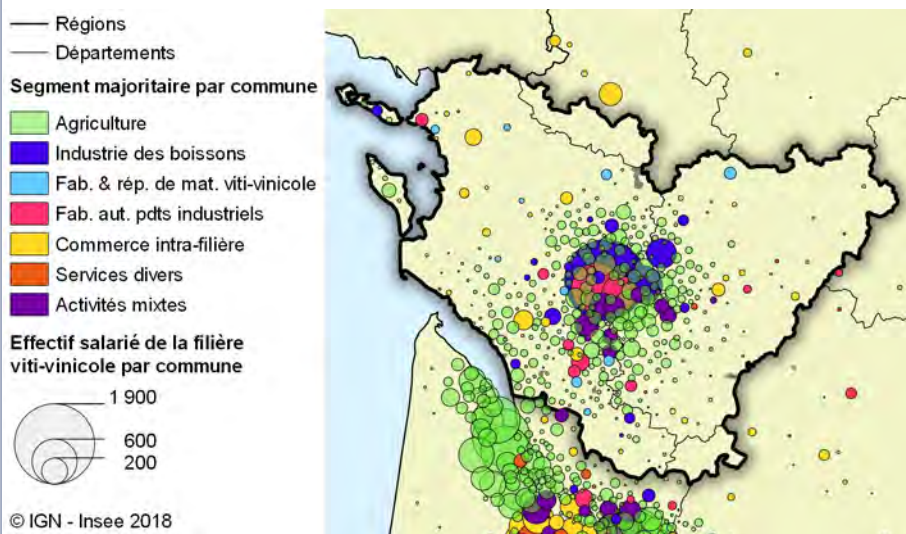 Régions
Départements
Segment majoritaire par commune
Agriculture
Industrie des boissons
Fab. & rép. de mat. viti-vinicole
Fab. aut. pdts industriels
Commerce intra-filière
Services divers
Activités mixtes
Effectif salarié de la filière
viti-vinicole par commune
1 900
600
200
© IGN - Insee 2018